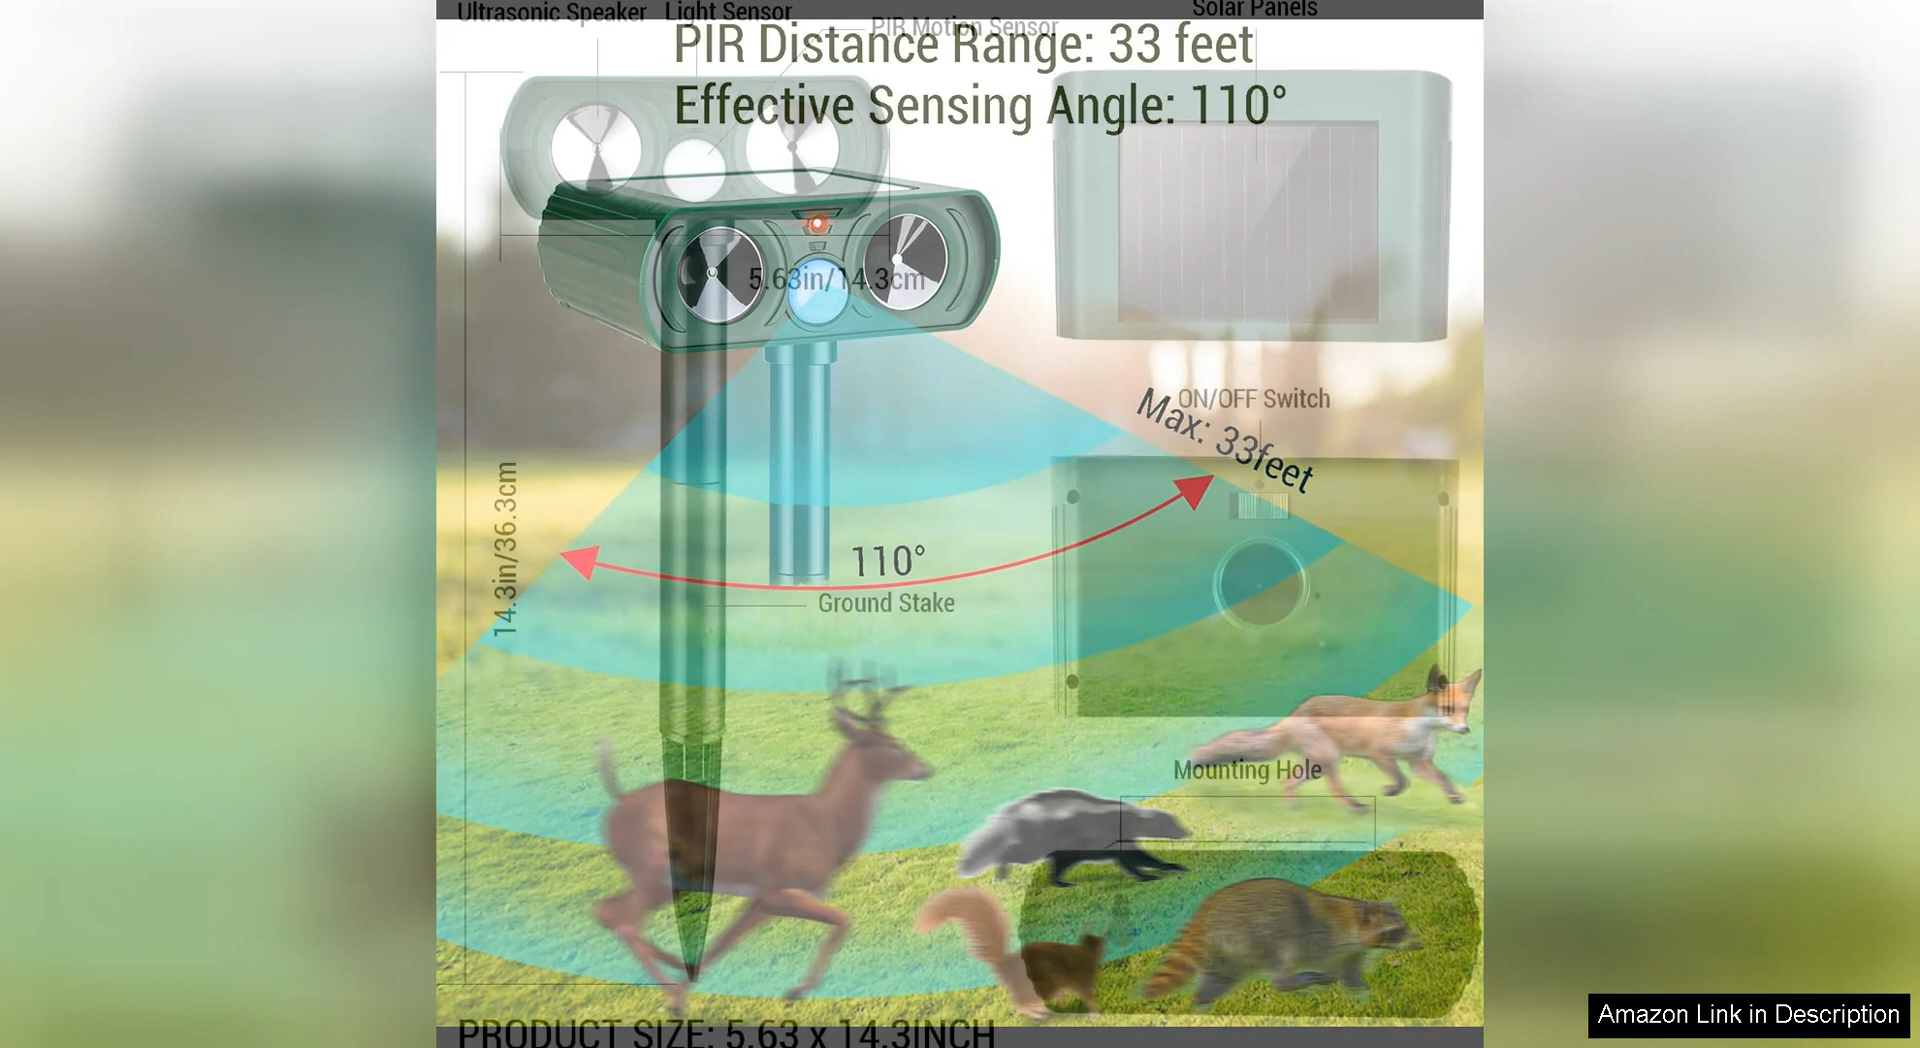 Ultrasonic Speaker
Light Sensor
Solar Panels
PIR Motion Sensor
PIR Distance Range: 33 feet
Effective Sensing Angle: 110°
5.63in/14.3cm
ON/OFF Switch
Max: 33feet
14.3in/36.3cm
110°
Ground Stake
Mounting Hole
PRODUCT SIZE: 5.63 x 14.3INCH
Amazon Link in Description